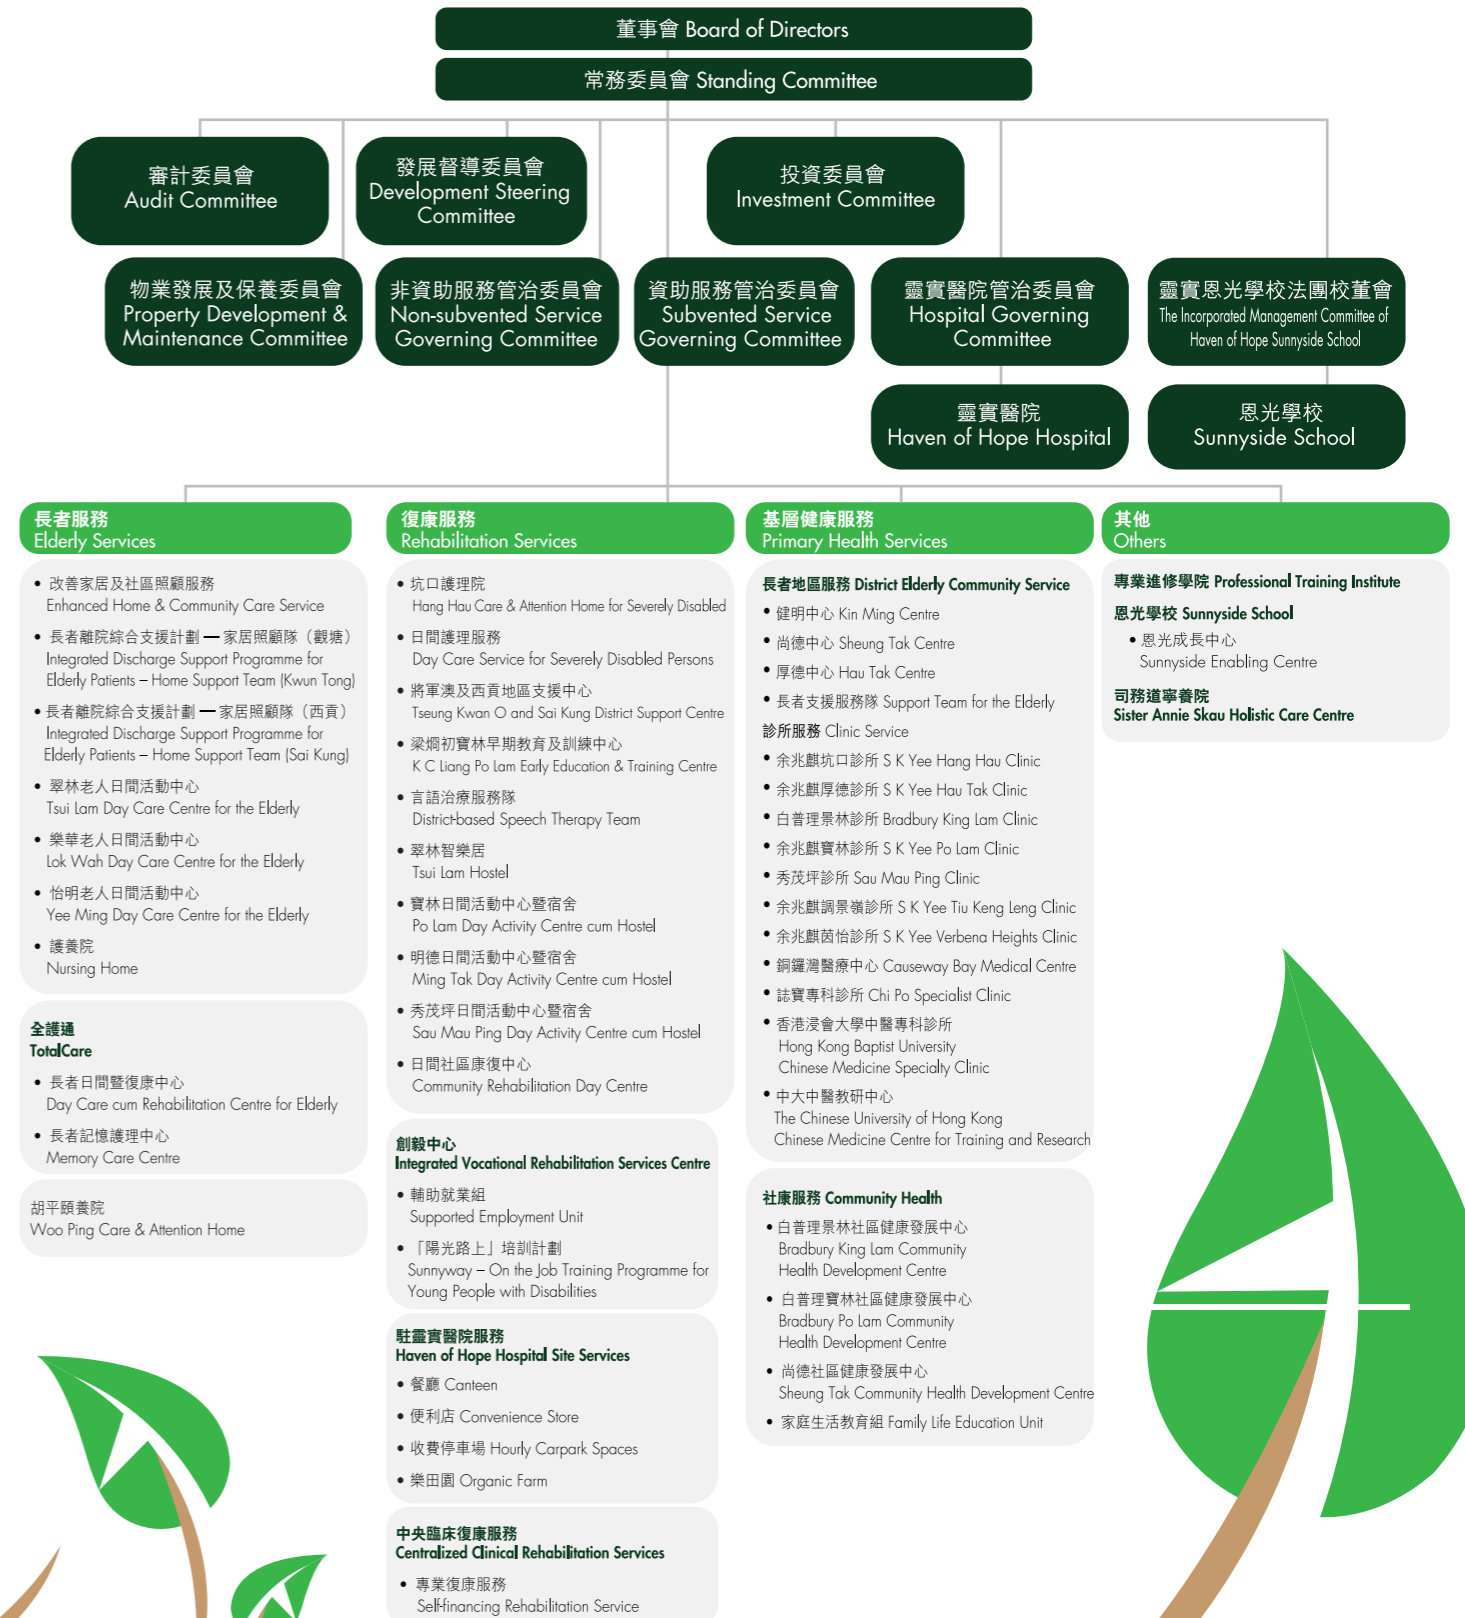 董事會 Board of Directors
常務委員會 Standing Committee
審計委員會
Audit Committee
發展督導委員會
Development Steering
Committee
投資委員會
Investment Committee
物業發展及保養委員會
Property Development &
Maintenance Committee
非資助服務管治委員會
Non-subvented Service
Governing Committee
資助服務管治委員會
Subvented Service
Governing Committee
靈實醫院管治委員會
Hospital Governing
Committee
靈實恩光學校法團校董會
The Incorporated Management Committee of
Haven of Hope Sunnyside School
靈實醫院
Haven of Hope Hospital
恩光學校
Sunnyside School
長者服務
Elderly Services
• 改善家居及社區照顧服務
Enhanced Home & Community Care Service
• 長者離院綜合支援計劃 — 家居照顧隊（觀塘）
Integrated Discharge Support Programme for
Elderly Patients – Home Support Team (Kwun Tong)
• 長者離院綜合支援計劃 — 家居照顧隊（西貢）
Integrated Discharge Support Programme for
Elderly Patients – Home Support Team (Sai Kung)
• 翠林老人日間活動中心
Tsui Lam Day Care Centre for the Elderly
• 樂華老人日間活動中心
Lok Wah Day Care Centre for the Elderly
• 怡明老人日間活動中心
Yee Ming Day Care Centre for the Elderly
• 護養院
Nursing Home
全護通
TotalCare
• 長者日間暨復康中心
Day Care cum Rehabilitation Centre for Elderly
• 長者記憶護理中心
Memory Care Centre
胡平頤養院
Woo Ping Care & Attention Home
復康服務
Rehabilitation Services
• 坑口護理院
Hang Hau Care & Attention Home for Severely Disabled
• 日間護理服務
Day Care Service for Severely Disabled Persons
• 將軍澳及西貢地區支援中心
Tseung Kwan O and Sai Kung District Support Centre
• 梁烱初寶林早期教育及訓練中心
K C Liang Po Lam Early Education & Training Centre
• 言語治療服務隊
District-based Speech Therapy Team
• 翠林智樂居
Tsui Lam Hostel
• 寶林日間活動中心暨宿舍
Po Lam Day Activity Centre cum Hostel
• 明德日間活動中心暨宿舍
Ming Tak Day Activity Centre cum Hostel
• 秀茂坪日間活動中心暨宿舍
Sau Mau Ping Day Activity Centre cum Hostel
• 日間社區康復中心
Community Rehabilitation Day Centre
創毅中心
Integrated Vocational Rehabilitation Services Centre
• 輔助就業組
Supported Employment Unit
• 「陽光路上」培訓計劃
Sunnyway – On the Job Training Programme for
Young People with Disabilities
駐靈實醫院服務
Haven of Hope Hospital Site Services
• 餐廳 Canteen
• 便利店 Convenience Store
• 收費停車場 Hourly Carpark Spaces
• 樂田園 Organic Farm
中央臨床復康服務
Centralized Clinical Rehabilitation Services
• 專業復康服務
Self-financing Rehabilitation Service
基層健康服務
Primary Health Services
長者地區服務 District Elderly Community Service
• 健明中心 Kin Ming Centre
• 尚德中心 Sheung Tak Centre
• 厚德中心 Hau Tak Centre
• 長者支援服務隊 Support Team for the Elderly
診所服務 Clinic Service
• 余兆麒坑口診所 S K Yee Hang Hau Clinic
• 余兆麒厚德診所 S K Yee Hau Tak Clinic
• 白普理景林診所 Bradbury King Lam Clinic
• 余兆麒寶林診所 S K Yee Po Lam Clinic
• 秀茂坪診所 Sau Mau Ping Clinic
• 余兆麒調景嶺診所 S K Yee Tiu Keng Leng Clinic
• 余兆麒茵怡診所 S K Yee Verbena Heights Clinic
• 銅鑼灣醫療中心 Causeway Bay Medical Centre
• 誌寶專科診所 Chi Po Specialist Clinic
• 香港浸會大學中醫專科診所
Hong Kong Baptist University
Chinese Medicine Specialty Clinic
• 中大中醫教研中心
The Chinese University of Hong Kong
Chinese Medicine Centre for Training and Research
社康服務 Community Health
• 白普理景林社區健康發展中心
Bradbury King Lam Community
Health Development Centre
• 白普理寶林社區健康發展中心
Bradbury Po Lam Community
Health Development Centre
• 尚德社區健康發展中心
Sheung Tak Community Health Development Centre
• 家庭生活教育組 Family Life Education Unit
其他
Others
專業進修學院 Professional Training Institute
恩光學校 Sunnyside School
• 恩光成長中心
Sunnyside Enabling Centre
司務道寧養院
Sister Annie Skau Holistic Care Centre